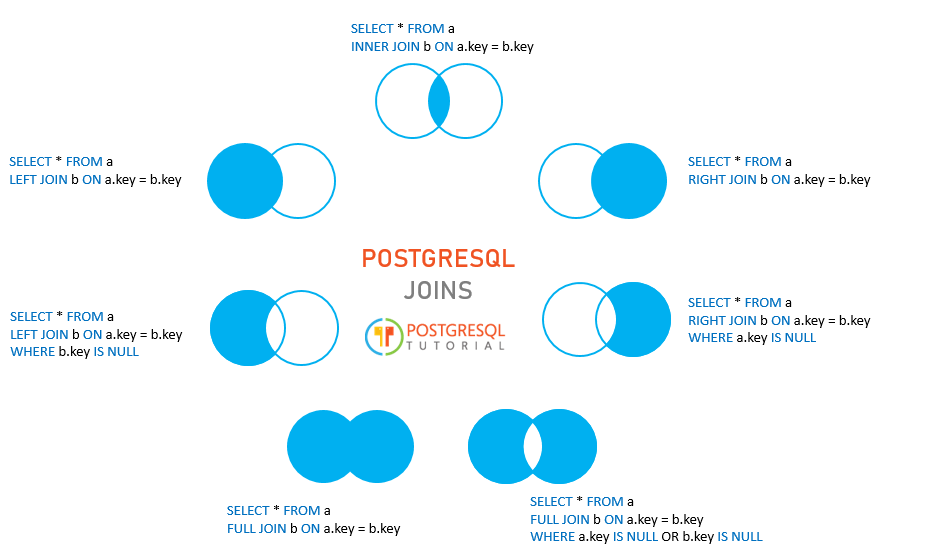 SELECT * FROM a
INNER JOIN b ON a.key = b.key
SELECT * FROM a
LEFT JOIN b ON a.key = b.key
SELECT * FROM a
RIGHT JOIN b ON a.key = b.key
POSTGRESQL
JOINS
SELECT * FROM a
LEFT JOIN b ON a.key = b.key
WHERE b.key IS NULL
POSTGRESQL
TUTORIAL
SELECT * FROM a
RIGHT JOIN b ON a.key = b.key
WHERE a.key IS NULL
SELECT * FROM a
FULL JOIN b ON a.key = b.key
SELECT * FROM a
FULL JOIN b ON a.key = b.key
WHERE a.key IS NULL OR b.key IS NULL